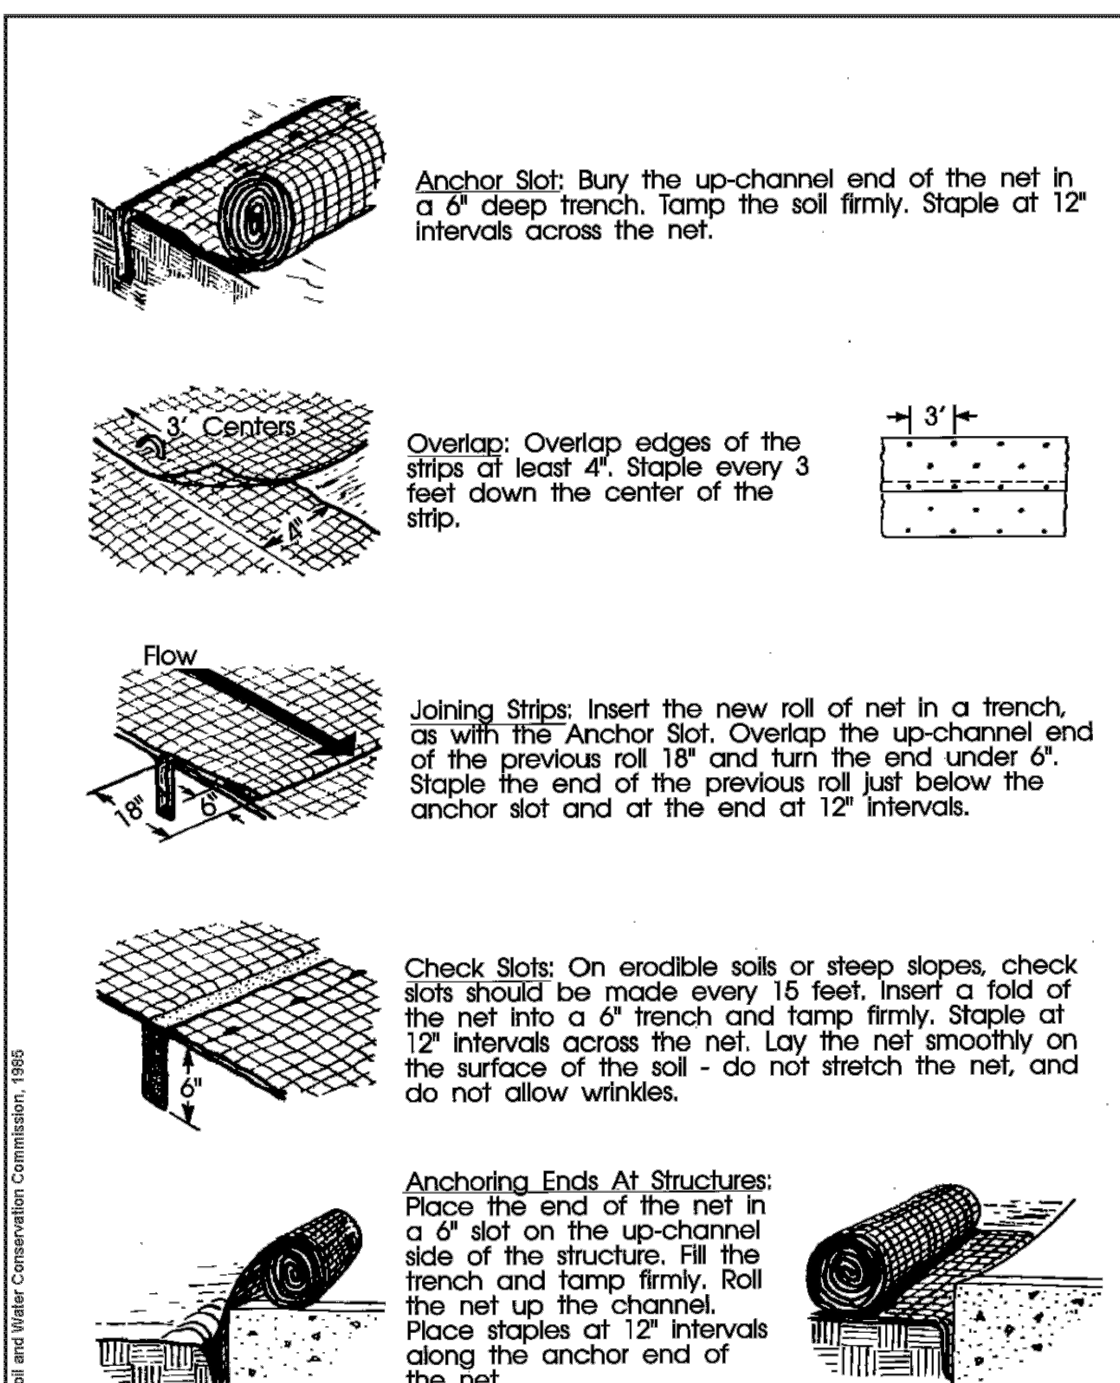 Anchor Slot: Bury the up-channel end of the net in
a 6" deep trench. Tamp the soil firmly. Staple at 12"
intervals across the net.
3' Centers
4"
Overlap: Overlap edges of the
strips at least 4". Staple every 3
feet down the center of the
strip.
3'
Flow
18"
6"
Joining Strips: Insert the new roll of net in a trench,
as with the Anchor Slot. Overlap the up-channel end
of the previous roll 18" and turn the end under 6".
Staple the end of the previous roll just below the
anchor slot and at the end at 12" intervals.
6"
Check Slots: On erodible soils or steep slopes, check
slots should be made every 15 feet. Insert a fold of
the net into a 6" trench and tamp firmly. Staple at
12" intervals across the net. Lay the net smoothly on
the surface of the soil - do not stretch the net, and
do not allow wrinkles.
Anchoring Ends At Structures:
Place the end of the net in
a 6" slot on the up-channel
side of the structure. Fill the
trench and tamp firmly. Roll
the net up the channel.
Place staples at 12" intervals
along the anchor end of
the net
oil and Water Conservation Commission, 1985